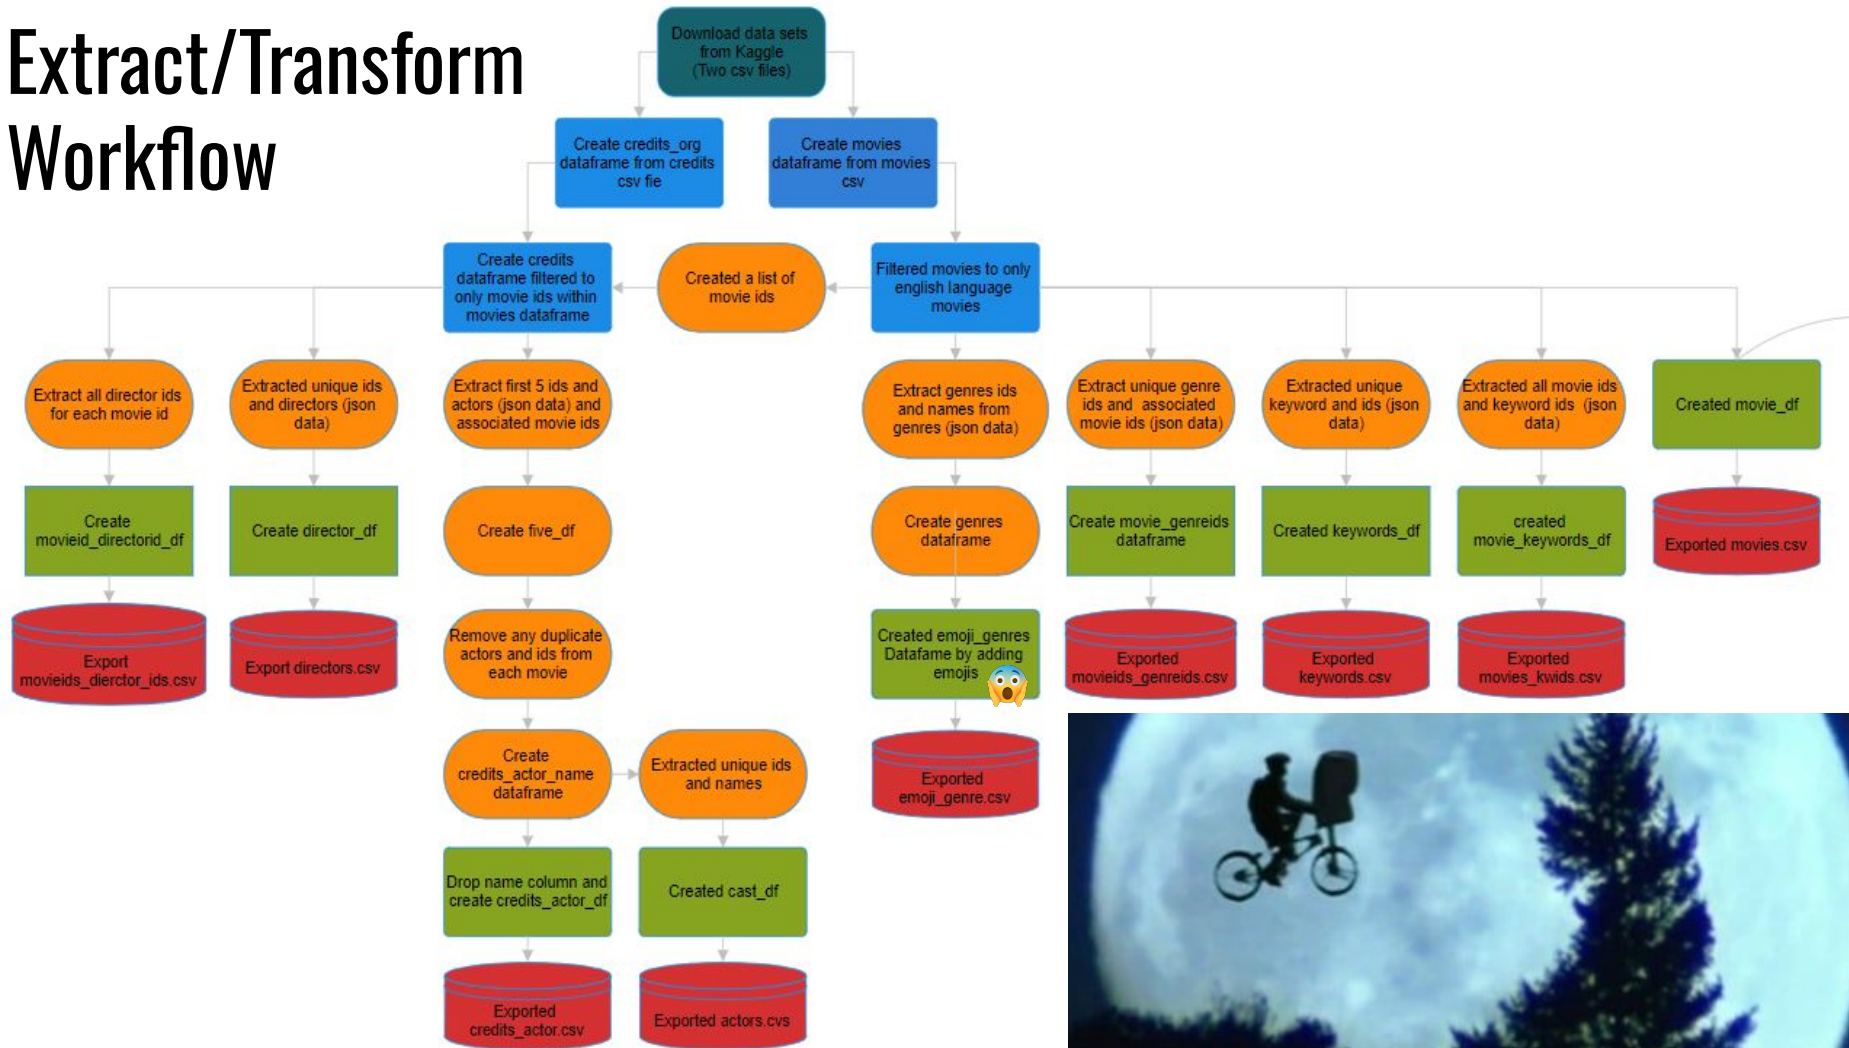 Extract/Transform
Workflow
Download data sets
from Kaggle
(Two csv files)
Create credits_org
dataframe from credits
csv fie
Create movies
dataframe from movies
csv
Create credits
dataframe filtered to
only movie ids within
movies dataframe
Created a list of
movie ids
Filtered movies to only
english language
movies
Extract all director ids
for each movie id
Extracted unique ids
and directors (json
data)
Extract first 5 ids and
actors (json data) and
associated movie ids
Extract genres ids
and names from
genres (json data)
Extract unique genre
ids and associated
movie ids (json data)
Extracted unique
keyword and ids (json
data)
Extracted all movie ids
and keyword ids (json
data)
Created movie_df
Create
movieid_directorid_df
Create director_df
Create five_df
Create genres
dataframe
Create movie_genreids
dataframe
Created keywords_df
created
movie_keywords_df
Exported movies.csv
Export
movieids_dierctor_ids.csv
Export directors.csv
Remove any duplicate
actors and ids from
each movie
Created emoji_genres
Datafame by adding
emojis
Exported
movieids_genreids.csv
Exported
keywords.csv
Exported
movies_kwids.csv
Create
credits_actor_name
dataframe
Extracted unique ids
and names
Exported
emoji_genre.csv
Drop name column and
create credits_actor_df
Created cast_df
Exported
credits_actor.csv
Exported actors.cvs